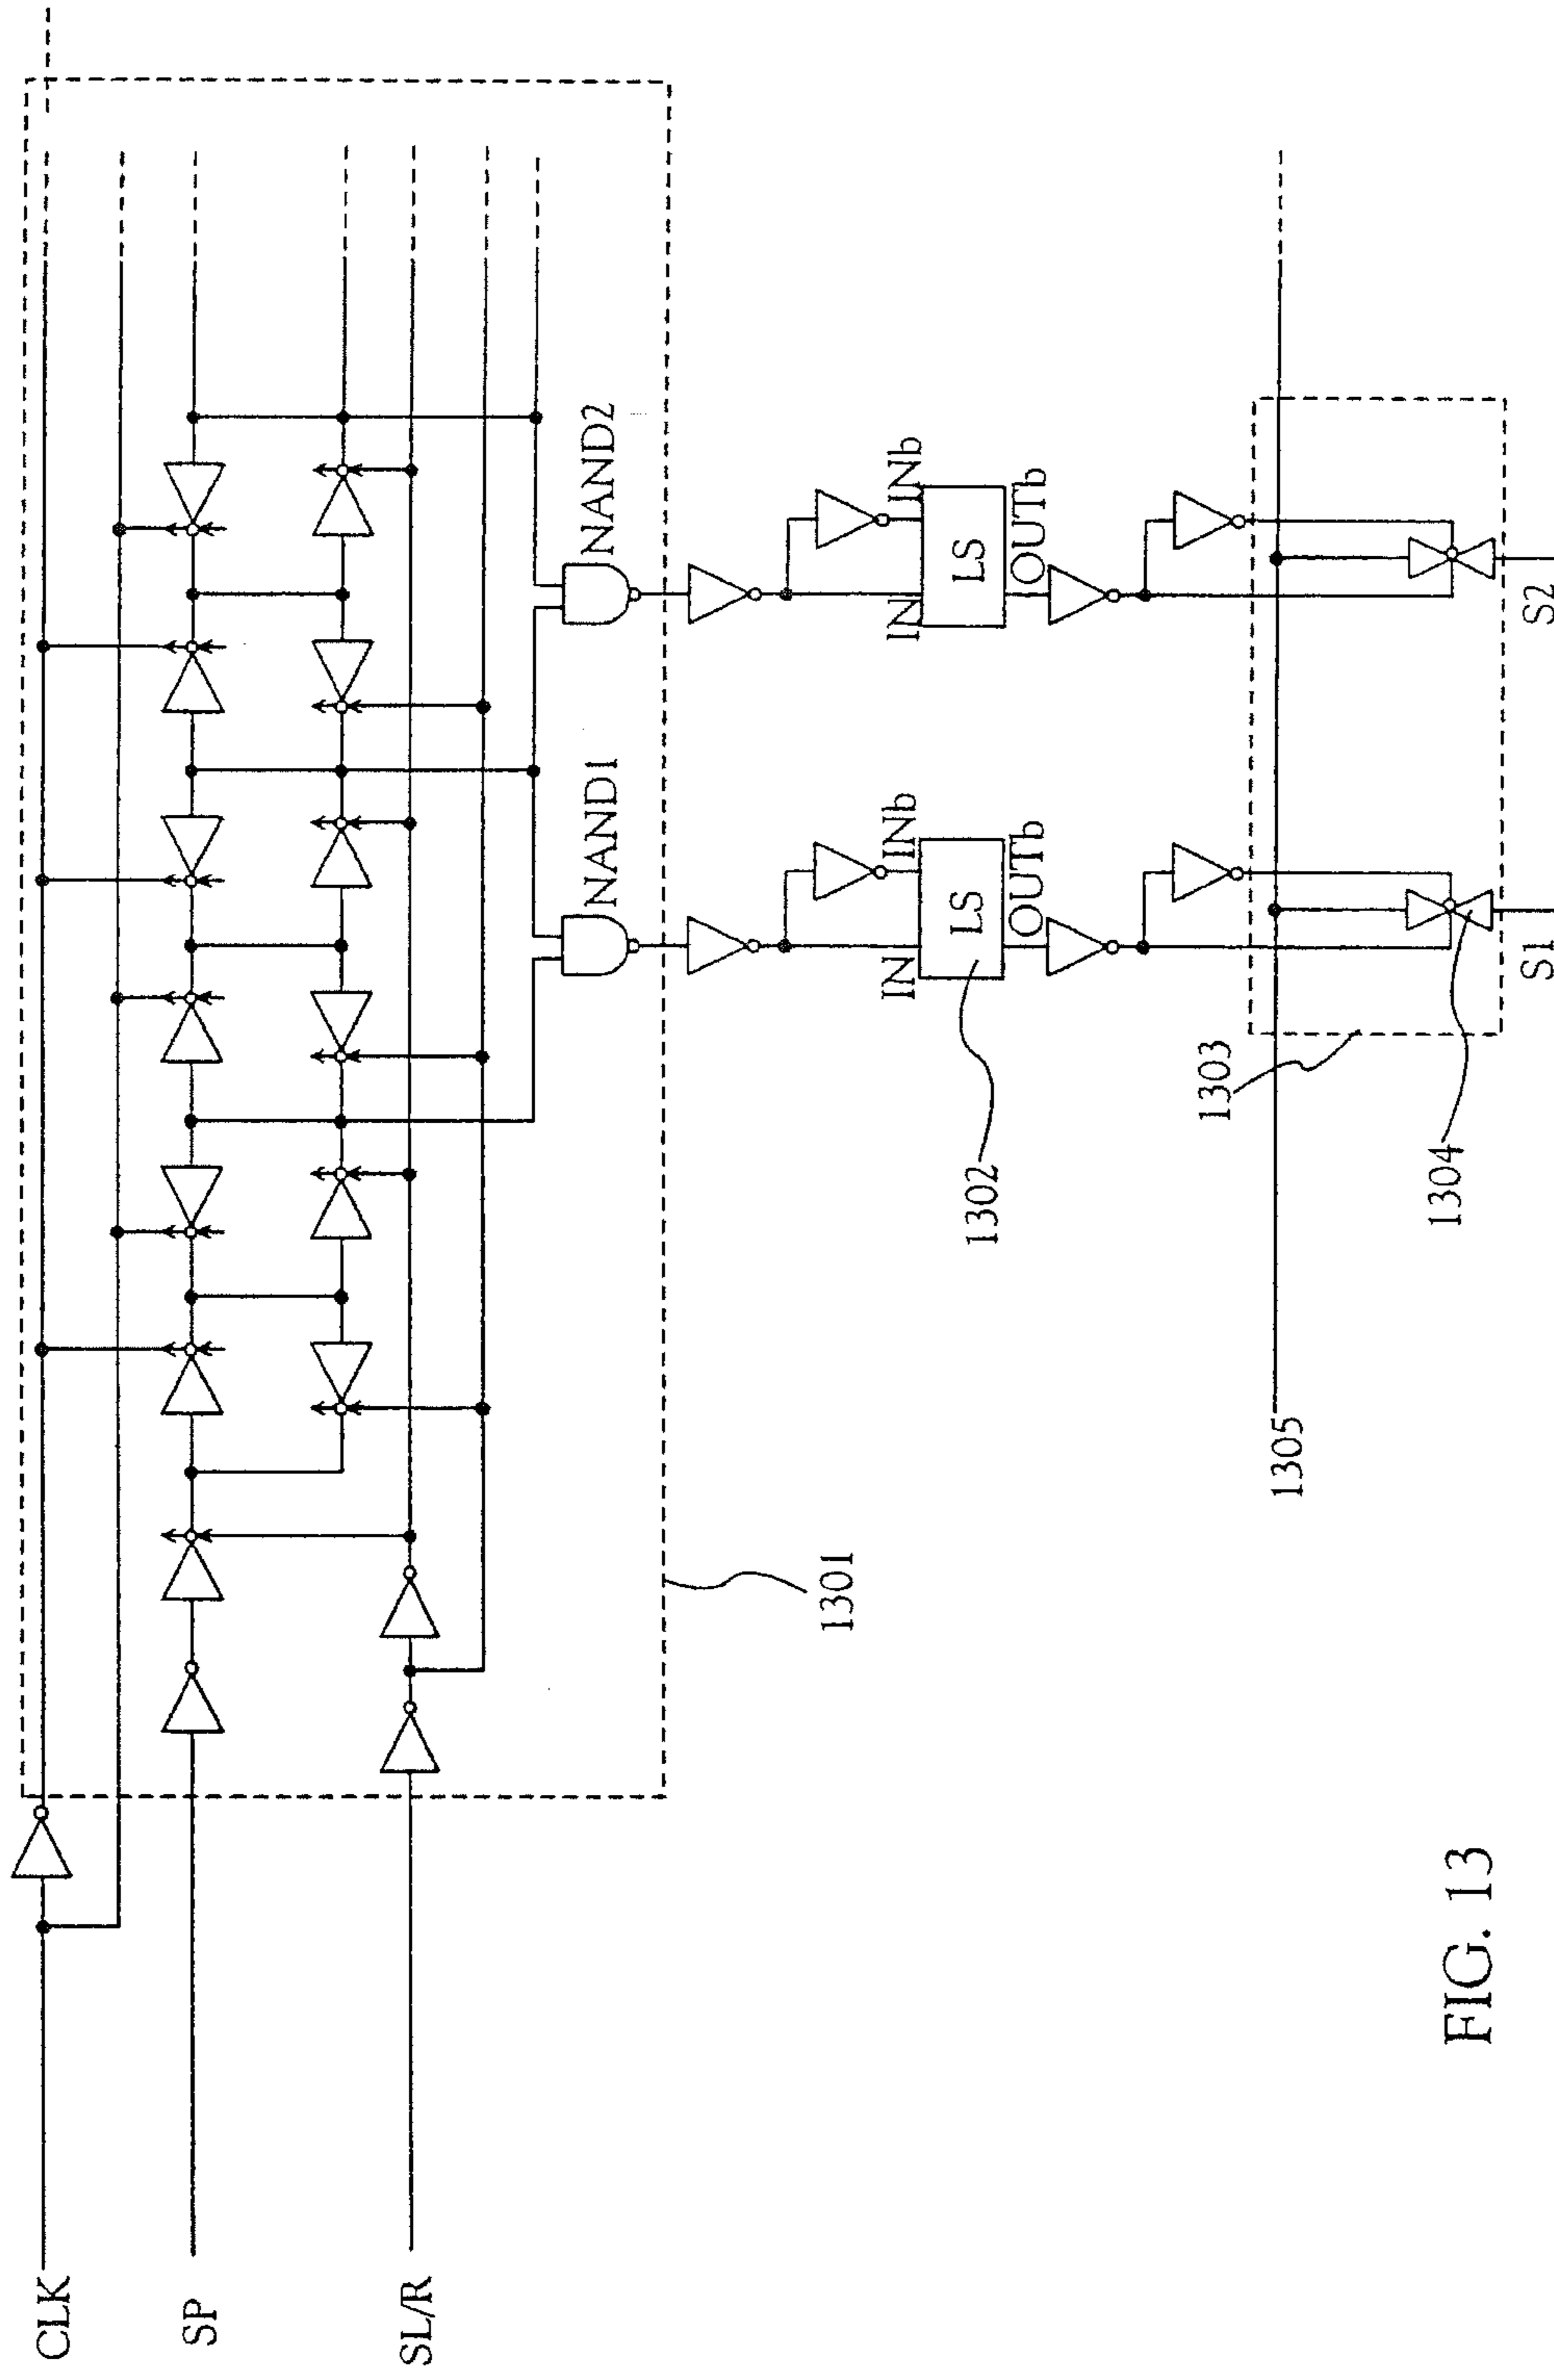 CLK
SP
SL/R
1301
NAND1
NAND2
IN
INb
LS
OUTb
IN
INb
LS
OUTb
1302
1303
1304
1305
S1
S2
FIG. 13